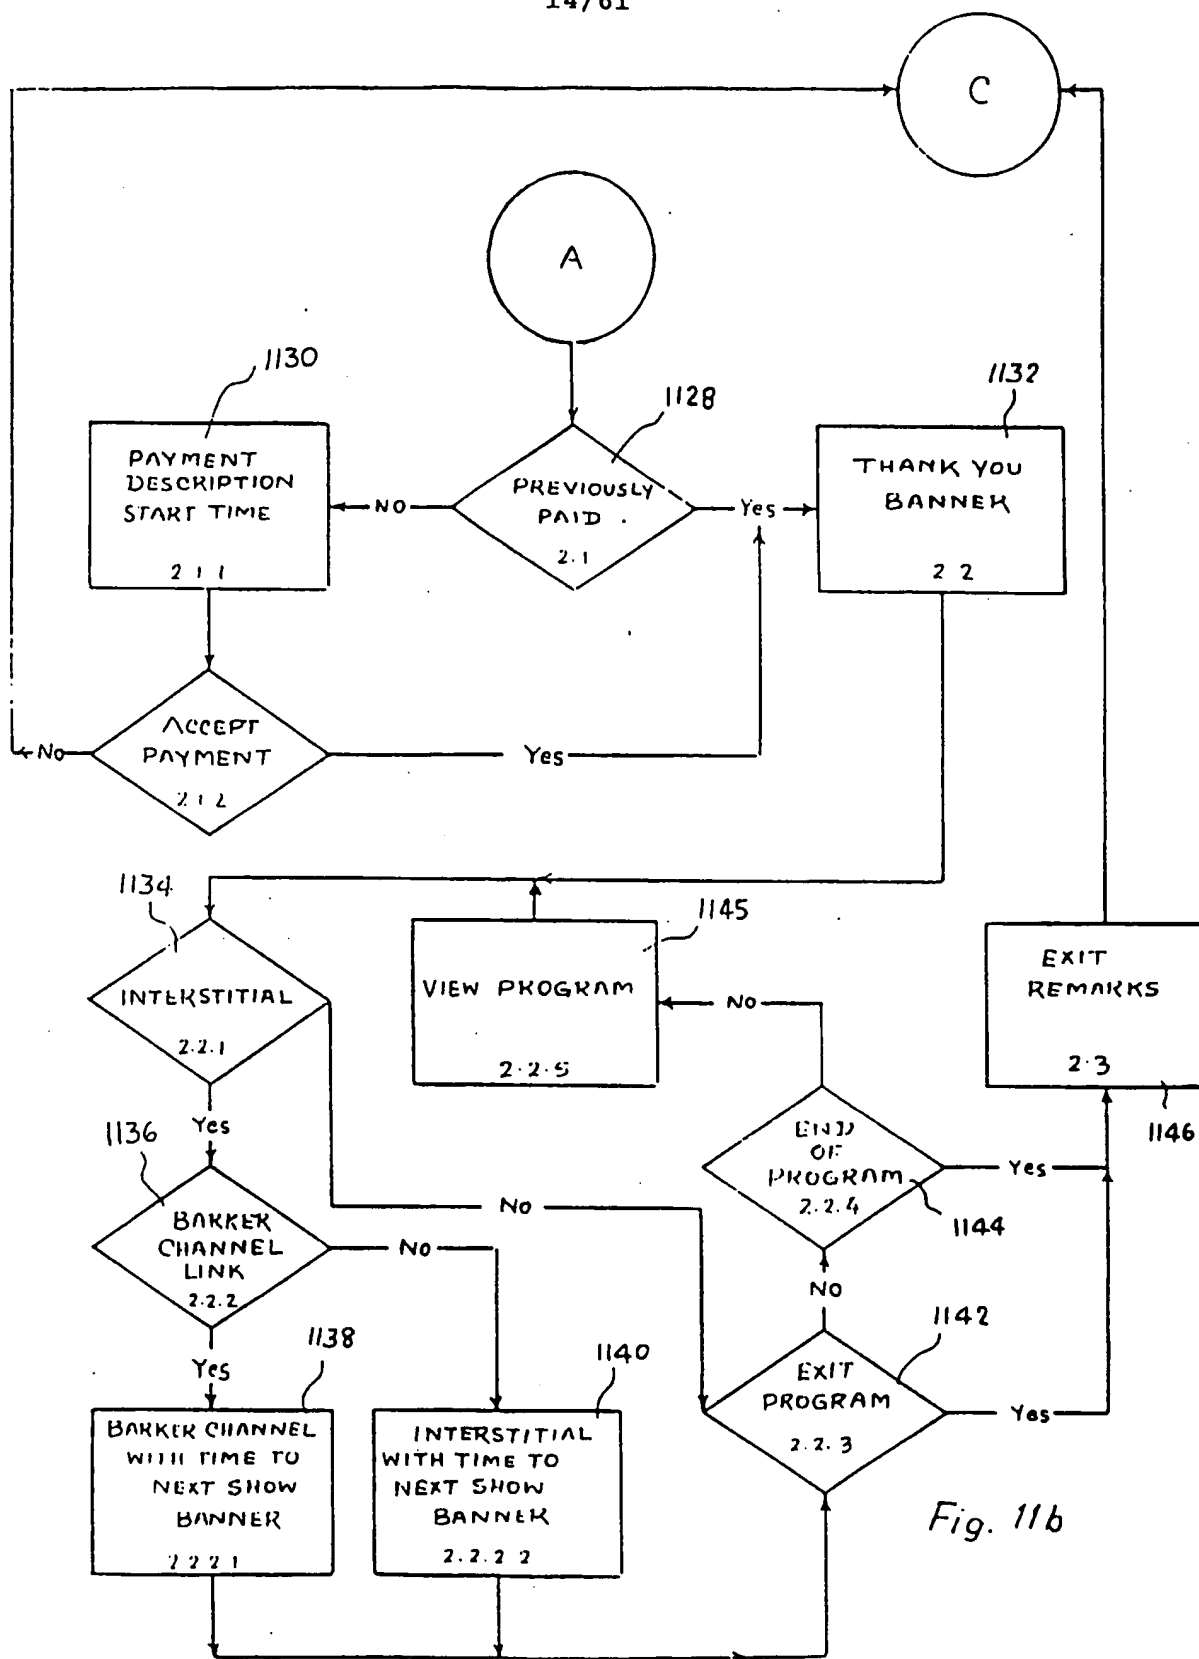 14/61
C
A
1130
1128
1132
PAYMENT
DESCRIPTION
START TIME
2 1 1
NO
PREVIOUSLY
PAID
2.1
Yes
THANK YOU
BANNER
2 2
No
ACCEPT
PAYMENT
2 1 2
Yes
1134
INTERSTITIAL
2.2.1
1145
VIEW PROGRAM
2.2.5
No
EXIT
REMARKS
2.3
1146
Yes
1136
BARKER
CHANNEL
LINK
2.2.2
No
No
END
OF
PROGRAM
2.2.4
1144
Yes
No
Yes
1138
1140
1142
BARKER CHANNEL
WITH TIME TO
NEXT SHOW
BANNER
2 2 2 1
INTERSTITIAL
WITH TIME TO
NEXT SHOW
BANNER
2.2.2 2
EXIT
PROGRAM
2.2.3
Yes
Fig. 11b